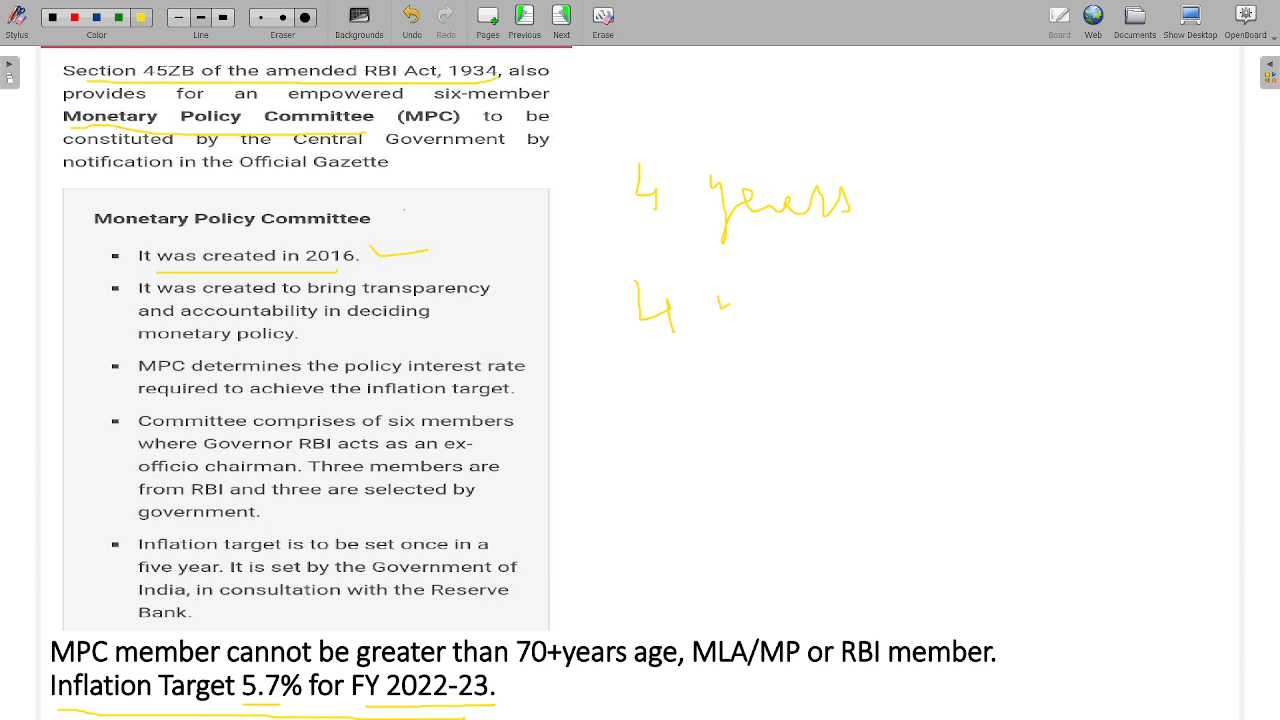 Stylus Color Line Eraser Backgrounds Undo Redo Pages Previous Next Erase Board Web Documents Show Desktop OpenBoard
Section 45ZB of the amended RBI Act, 1934, also
provides for an empowered six-member
Monetary Policy Committee (MPC) to be
constituted by the Central Government by
notification in the Official Gazette
Monetary Policy Committee
▪ It was created in 2016.
▪ It was created to bring transparency
and accountability in deciding
monetary policy.
▪ MPC determines the policy interest rate
required to achieve the inflation target.
▪ Committee comprises of six members
where Governor RBI acts as an ex-
officio chairman. Three members are
from RBI and three are selected by
government.
▪ Inflation target is to be set once in a
five year. It is set by the Government of
India, in consultation with the Reserve
Bank.
4 years
4
MPC member cannot be greater than 70+years age, MLA/MP or RBI member.
Inflation Target 5.7% for FY 2022-23.